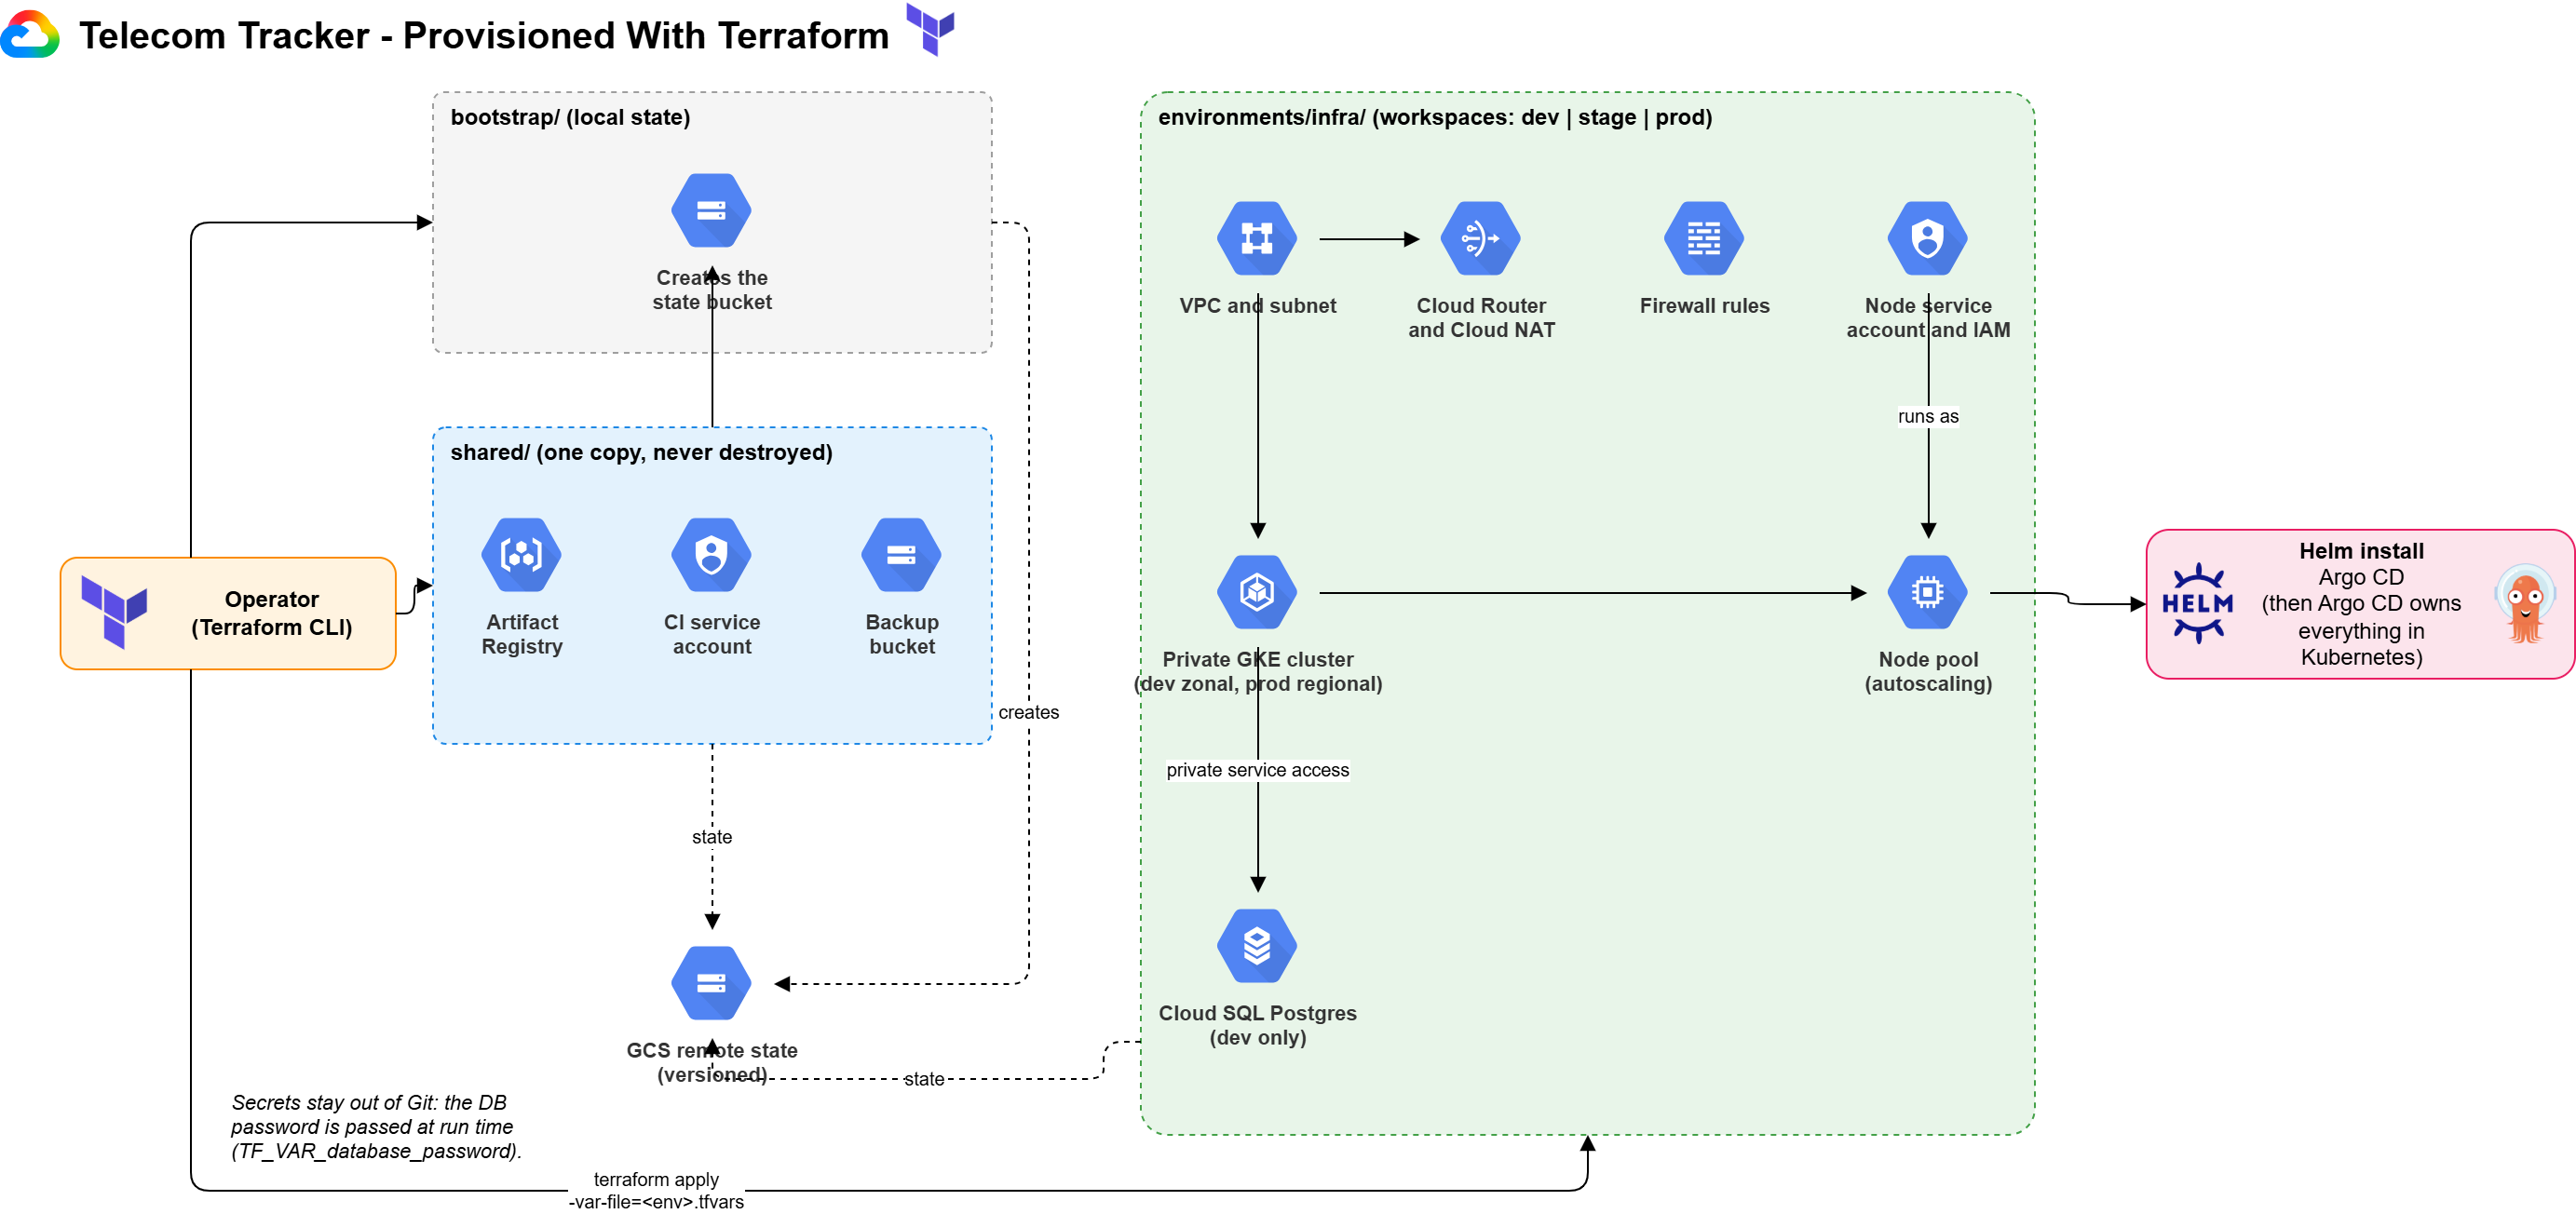 Telecom Tracker - Provisioned With Terraform
bootstrap/ (local state)
Creates the
state bucket
shared/ (one copy, never destroyed)
Artifact
Registry
CI service
account
Backup
bucket
Operator
(Terraform CLI)
creates
state
GCS remote state
(versioned)
state
Secrets stay out of Git: the DB
password is passed at run time
(TF_VAR_database_password).
terraform apply
-var-file=<env>.tfvars
environments/infra/ (workspaces: dev | stage | prod)
VPC and subnet
Cloud Router
and Cloud NAT
Firewall rules
Node service
account and IAM
runs as
Private GKE cluster
(dev zonal, prod regional)
Node pool
(autoscaling)
private service access
Cloud SQL Postgres
(dev only)
HELM
Helm install
Argo CD
(then Argo CD owns
everything in
Kubernetes)